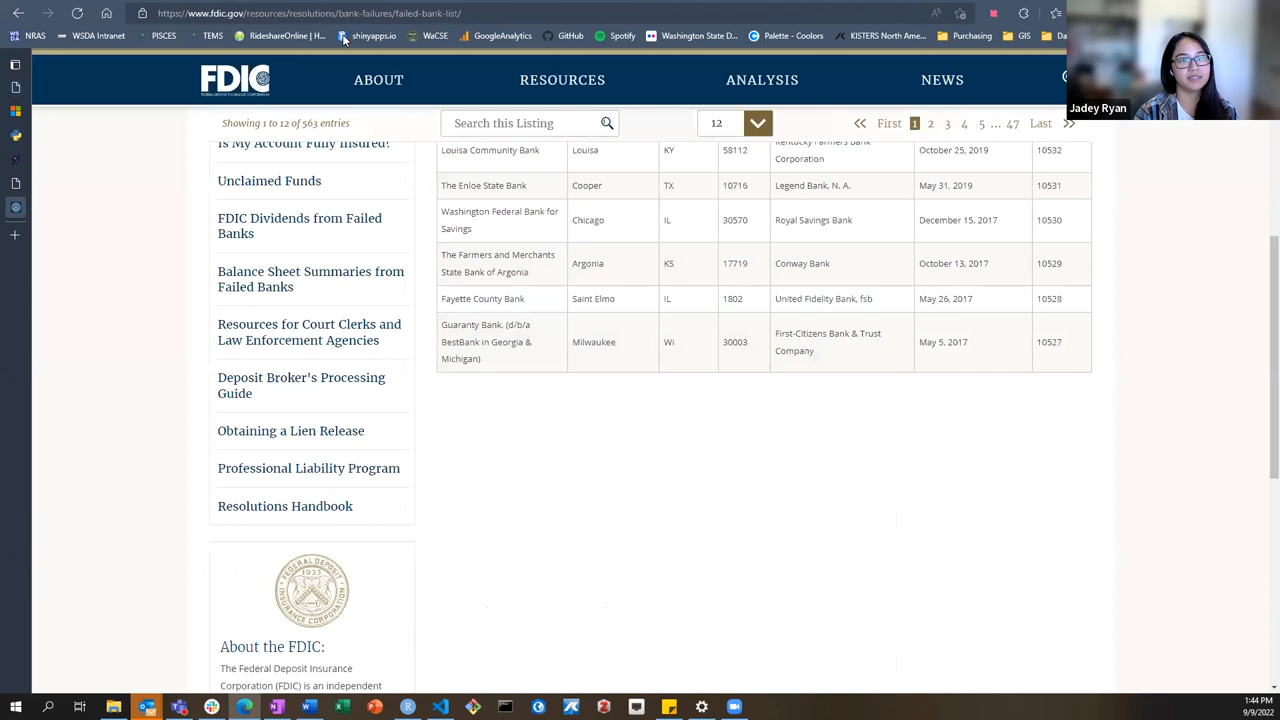 https://www.fdic.gov/resources/resolutions/bank-failures/failed-bank-list/
NRAS
WSDA Intranet
PISCES
TEMS
RideshareOnline | H...
shinyapps.io
WaCSE
GoogleAnalytics
GitHub
Spotify
Washington State D...
Palette - Coolors
KISTERS North Ame...
Purchasing
GIS
Da
Jadey Ryan
FDIC
FEDERAL DEPOSIT INSURANCE CORPORATION
ABOUT
RESOURCES
ANALYSIS
NEWS
Showing 1 to 12 of 563 entries
Search this Listing
12
First
1
2
3
4
5
...
47
Last
Is My Account Fully Insured?
Unclaimed Funds
FDIC Dividends from Failed
Banks
Balance Sheet Summaries from
Failed Banks
Resources for Court Clerks and
Law Enforcement Agencies
Deposit Broker's Processing
Guide
Obtaining a Lien Release
Professional Liability Program
Resolutions Handbook
Louisa Community Bank
Louisa
KY
58112
Kentucky Farmers Bank
Corporation
October 25, 2019
10532
The Enloe State Bank
Cooper
TX
10716
Legend Bank, N. A.
May 31, 2019
10531
Washington Federal Bank for
Savings
Chicago
IL
30570
Royal Savings Bank
December 15, 2017
10530
The Farmers and Merchants
State Bank of Argonia
Argonia
KS
17719
Conway Bank
October 13, 2017
10529
Fayette County Bank
Saint Elmo
IL
1802
United Fidelity Bank, fsb
May 26, 2017
10528
Guaranty Bank, (d/b/a
BestBank in Georgia &
Michigan)
Milwaukee
WI
30003
First-Citizens Bank & Trust
Company
May 5, 2017
10527
FEDERAL DEPOSIT
1933
INSURANCE CORPORATION
About the FDIC:
The Federal Deposit Insurance
Corporation (FDIC) is an independent
1:44 PM
9/9/2022